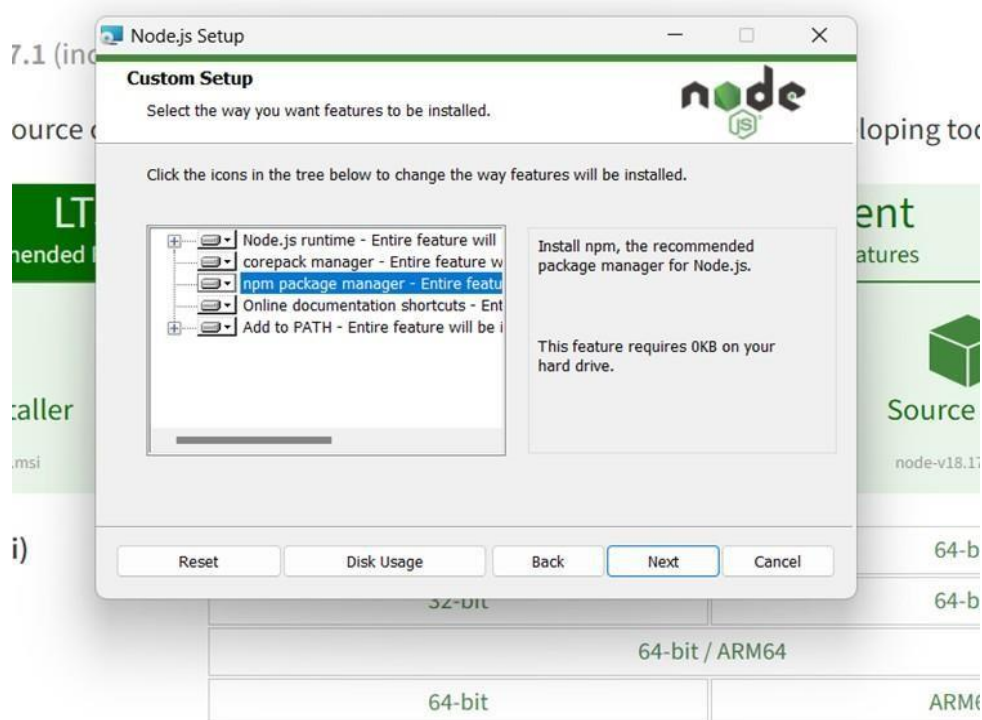 Node.js Setup
7.1 (inc
Custom Setup
Select the way you want features to be installed.
node
JS
ource
loping too
Click the icons in the tree below to change the way features will be installed.
LT
ent
atures
Node.js runtime - Entire feature will
corepack manager - Entire feature w
npm package manager - Entire featu
Online documentation shortcuts - Ent
Add to PATH - Entire feature will be i
Install npm, the recommended
package manager for Node.js.
This feature requires 0KB on your
hard drive.
Source
.msi
node-v18.17
i)
Reset
Disk Usage
Back
Next
Cancel
64-b
32-bit
64-b
64-bit / ARM64
64-bit
ARM6